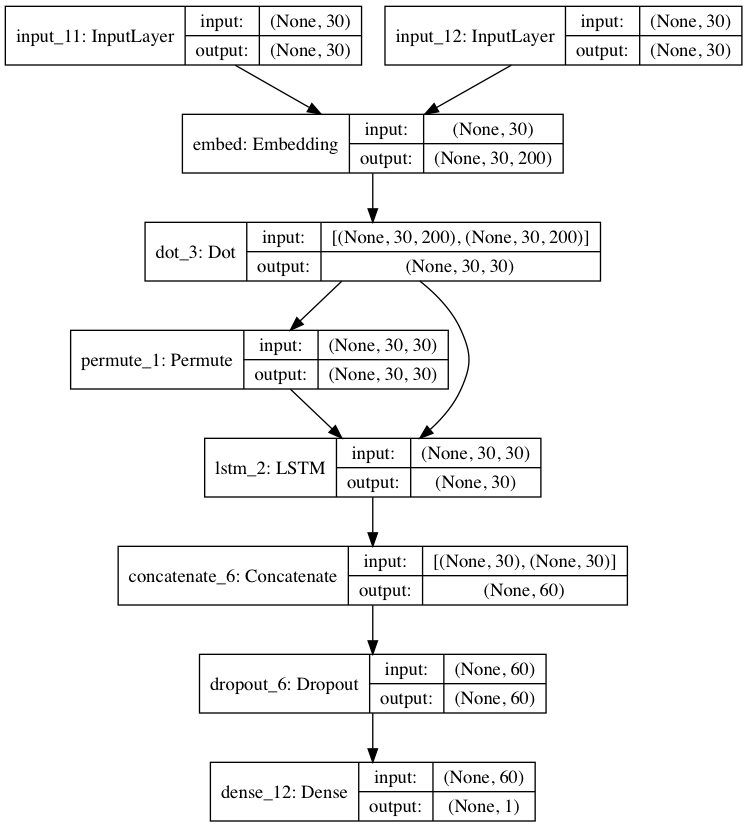 input_11: InputLayer
input: (None, 30)
output: (None, 30)
input_12: InputLayer
input: (None, 30)
output: (None, 30)
embed: Embedding
input: (None, 30)
output: (None, 30, 200)
dot_3: Dot
input: [(None, 30, 200), (None, 30, 200)]
output: (None, 30, 30)
permute_1: Permute
input: (None, 30, 30)
output: (None, 30, 30)
lstm_2: LSTM
input: (None, 30, 30)
output: (None, 30)
concatenate_6: Concatenate
input: [(None, 30), (None, 30)]
output: (None, 60)
dropout_6: Dropout
input: (None, 60)
output: (None, 60)
dense_12: Dense
input: (None, 60)
output: (None, 1)